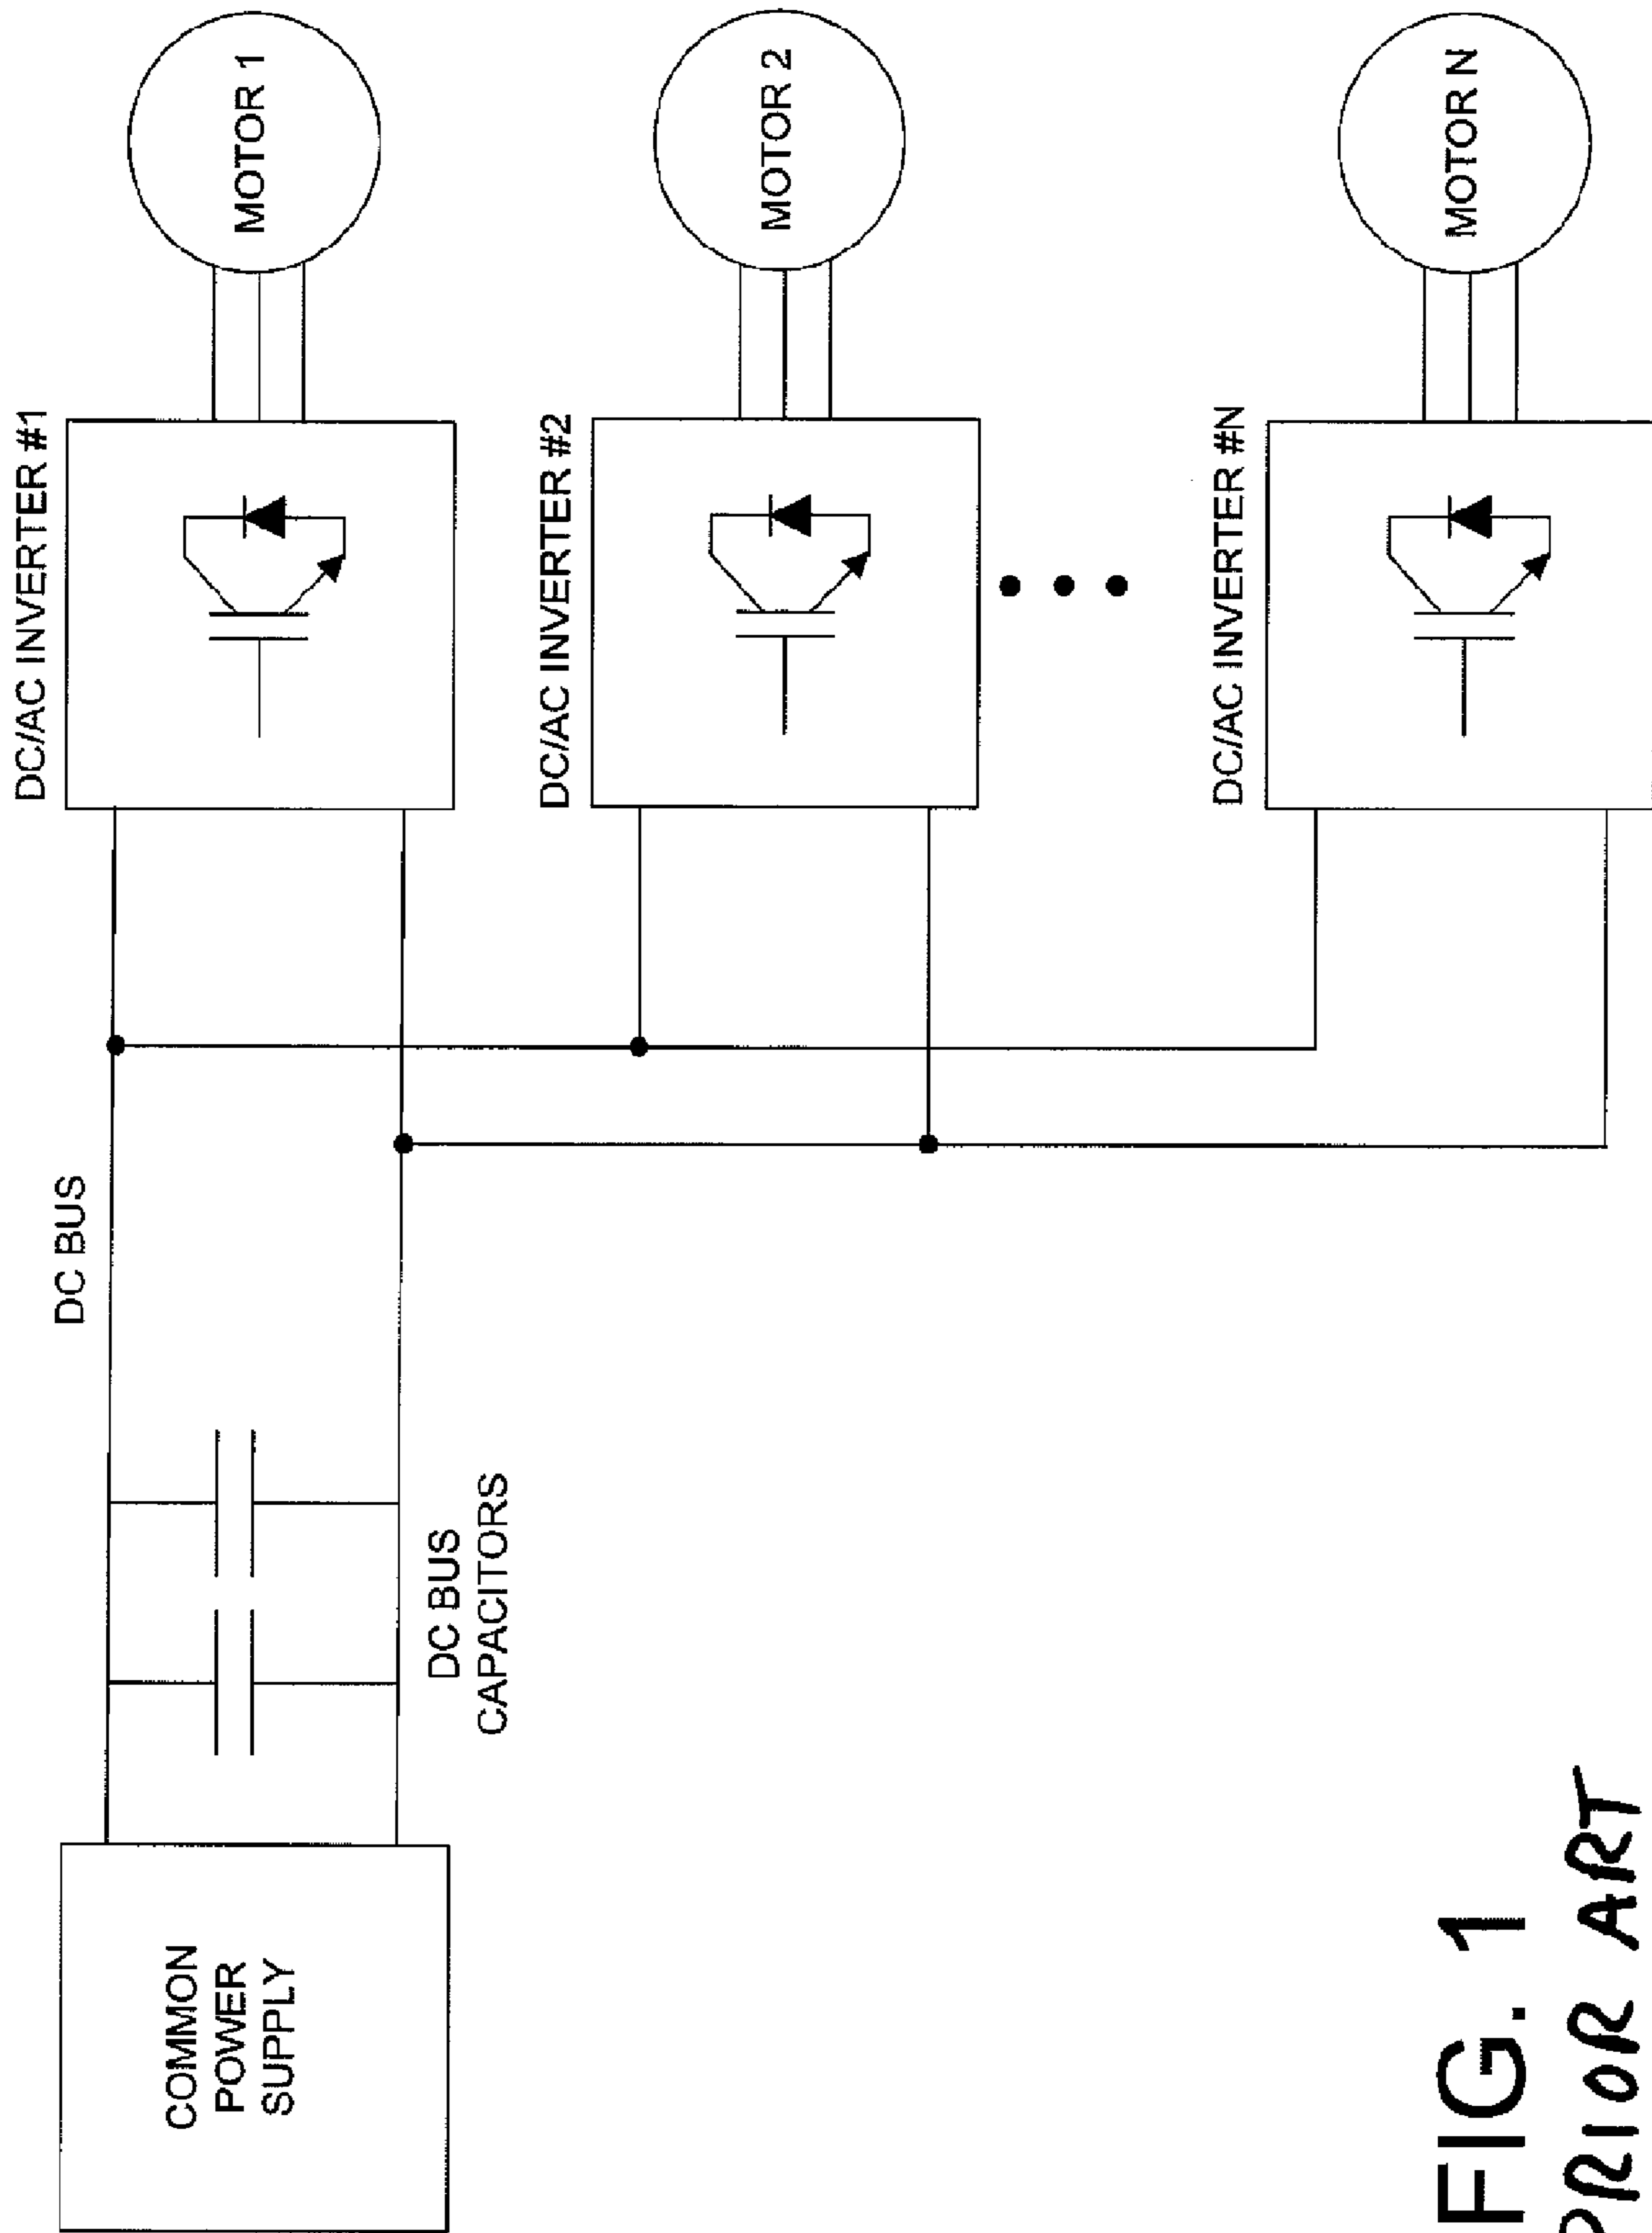 COMMON
POWER
SUPPLY
DC BUS
CAPACITORS
DC BUS
DC/AC INVERTER #1
MOTOR 1
DC/AC INVERTER #2
MOTOR 2
DC/AC INVERTER #N
MOTOR N
FIG. 1
PRIOR ART